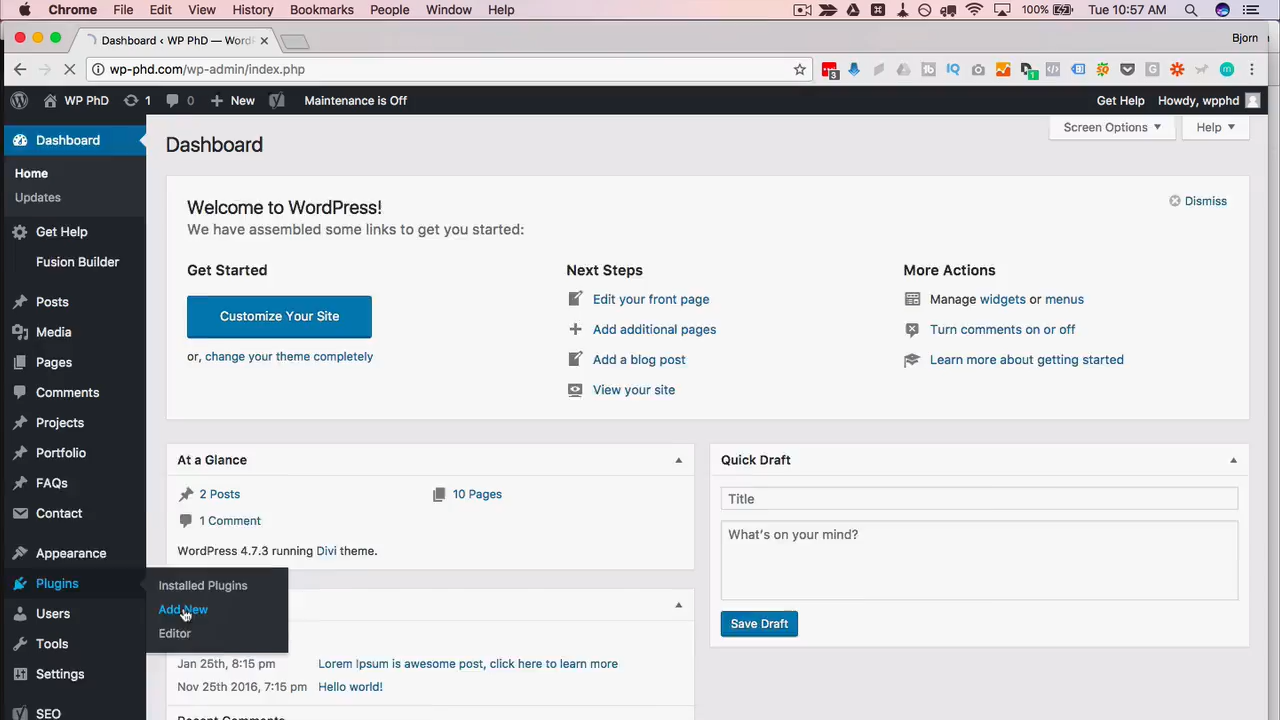 Chrome File Edit View History Bookmarks People Window Help 100% Tue 10:57 AM
Dashboard ‹ WP PhD — Word
Bjorn
wp-phd.com/wp-admin/index.php
WP PhD 1 0 New Maintenance is Off Get Help Howdy, wpphd
Dashboard
Home
Updates
Get Help
Fusion Builder
Posts
Media
Pages
Comments
Projects
Portfolio
FAQs
Contact
Appearance
Plugins
Users
Tools
Settings
SEO
Installed Plugins
Add New
Editor
Dashboard
Screen Options Help
Welcome to WordPress!
Dismiss
We have assembled some links to get you started:
Get Started
Customize Your Site
or, change your theme completely
Next Steps
Edit your front page
Add additional pages
Add a blog post
View your site
More Actions
Manage widgets or menus
Turn comments on or off
Learn more about getting started
At a Glance
2 Posts 10 Pages
1 Comment
WordPress 4.7.3 running Divi theme.
Jan 25th, 8:15 pm Lorem Ipsum is awesome post, click here to learn more
Nov 25th 2016, 7:15 pm Hello world!
Recent Comments
Quick Draft
Title
What's on your mind?
Save Draft